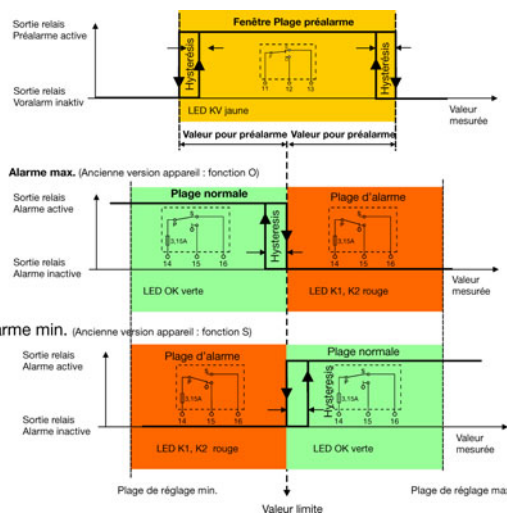 Sortie relais
Préalarme active
Fenêtre Plage préalarme
Hysterésis
11 12 13
Sortie relais
Voralarm inaktiv
LED KV jaune
Valeur
mesurée
Valeur pour préalarme Valeur pour préalarme
Alarme max. (Ancienne version appareil : fonction O)
Sortie relais
Alarme active
Plage normale
Plage d'alarme
3,15A
14 15 16
Hysteresis
3,15A
14 15 16
Sortie relais
Alarme inactive
LED OK verte
LED K1, K2 rouge
Valeur
mesurée
arme min. (Ancienne version appareil : fonction S)
Sortie relais
Alarme active
Plage d'alarme
Plage normale
3,15A
14 15 16
Hysteresis
3,15A
14 15 16
Sortie relais
Alarme inactive
LED K1, K2 rouge
LED OK verte
Valeur
mesurée
Plage de réglage min.
Plage de réglage max
Valeur limite